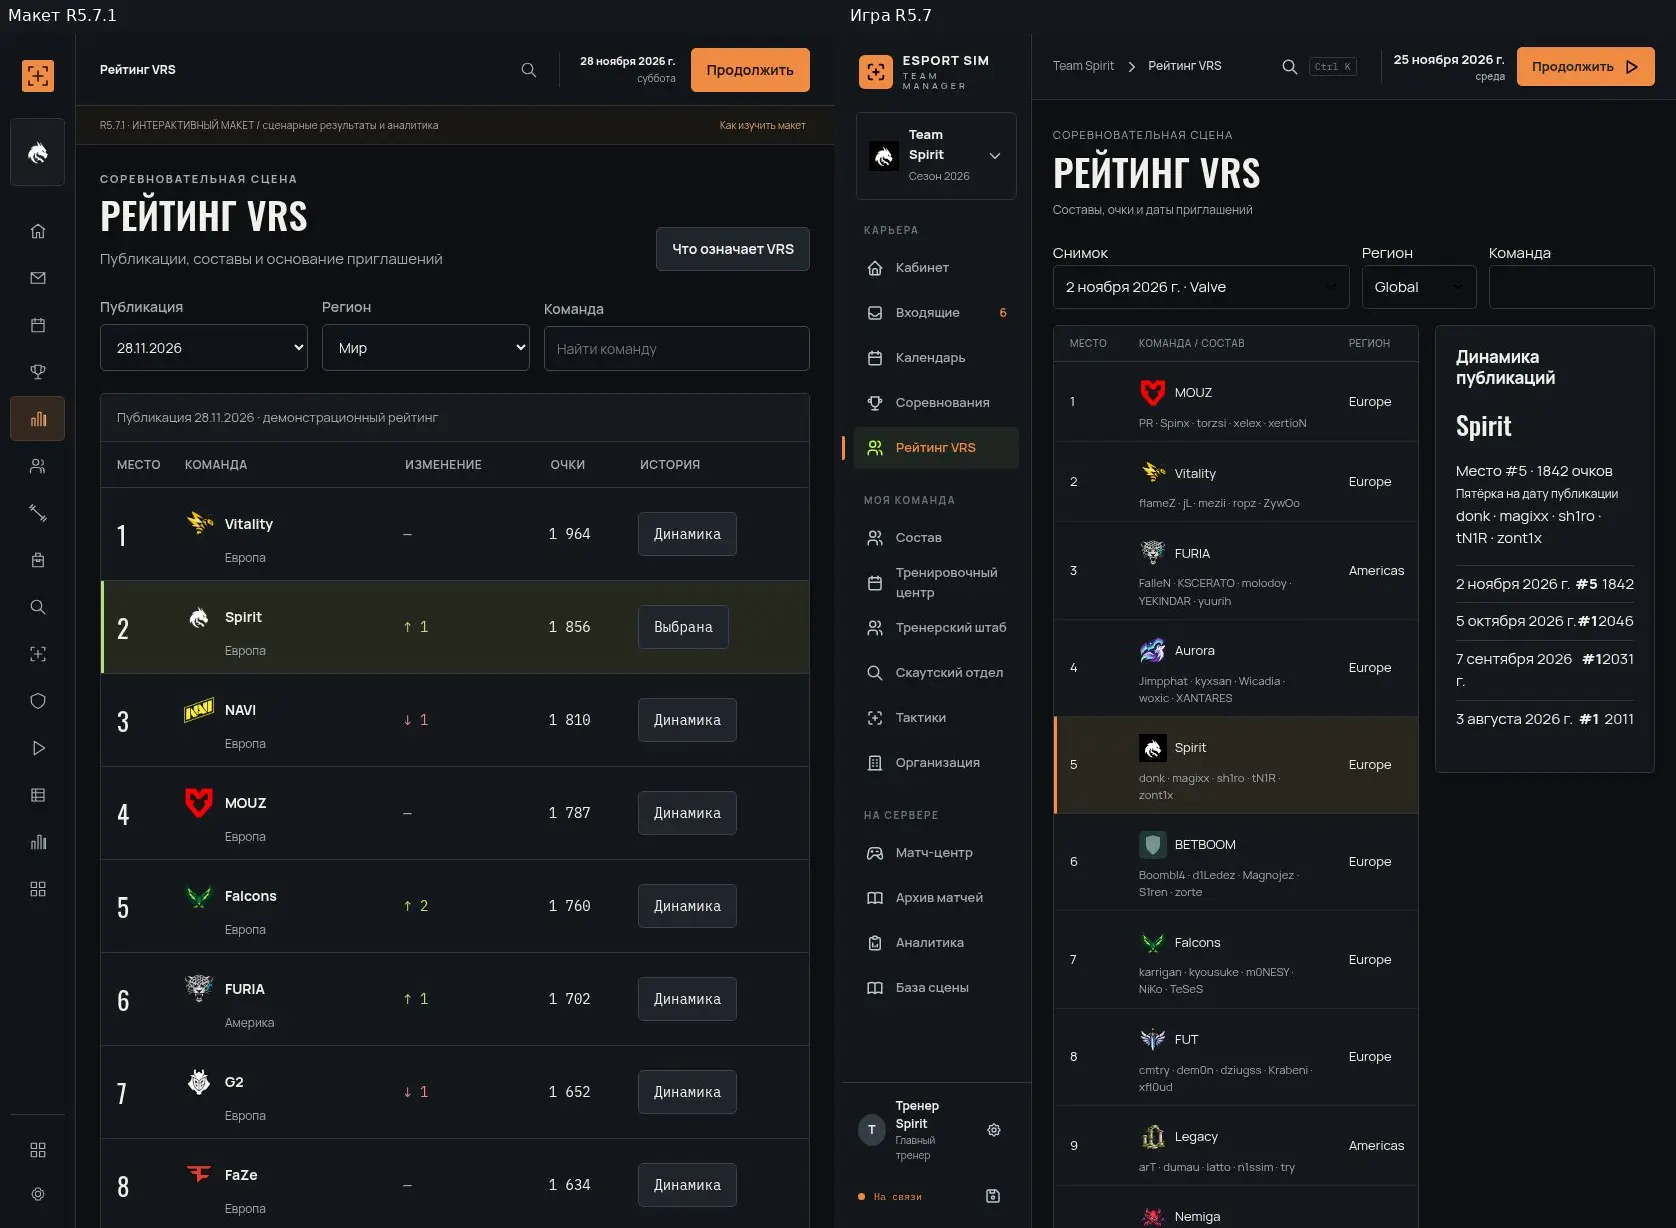 Макет R5.7.1
Рейтинг VRS
28 ноября 2026 г.
суббота
Продолжить
R5.7.1 · ИНТЕРАКТИВНЫЙ МАКЕТ / сценарные результаты и аналитика
Как изучить макет
СОРЕВНОВАТЕЛЬНАЯ СЦЕНА
РЕЙТИНГ VRS
Публикации, составы и основание приглашений
Что означает VRS
Публикация
Регион
Команда
28.11.2026
Мир
Найти команду
Публикация 28.11.2026 · демонстрационный рейтинг
МЕСТО КОМАНДА ИЗМЕНЕНИЕ ОЧКИ ИСТОРИЯ
1 Vitality — 1 964 Динамика
Европа
2 Spirit ↑ 1 1 856 Выбрана
Европа
3 NAVI ↓ 1 1 810 Динамика
Европа
4 MOUZ — 1 787 Динамика
Европа
5 Falcons ↑ 2 1 760 Динамика
Европа
6 FURIA ↑ 1 1 702 Динамика
Америка
7 G2 ↓ 1 1 652 Динамика
Европа
8 FaZe — 1 634 Динамика
Европа
Игра R5.7
ESPORT SIM
TEAM
MANAGER
Team
Spirit
Сезон 2026
КАРЬЕРА
Кабинет
Входящие 6
Календарь
Соревнования
Рейтинг VRS
МОЯ КОМАНДА
Состав
Тренировочный
центр
Тренерский штаб
Скаутский отдел
Тактики
Организация
НА СЕРВЕРЕ
Матч-центр
Архив матчей
Аналитика
База сцены
T
Тренер
Spirit
Главный
тренер
На связи
Team Spirit > Рейтинг VRS
Ctrl K
25 ноября 2026 г.
среда
Продолжить
СОРЕВНОВАТЕЛЬНАЯ СЦЕНА
РЕЙТИНГ VRS
Составы, очки и даты приглашений
Снимок
Регион
Команда
2 ноября 2026 г. · Valve
Global
МЕСТО КОМАНДА / СОСТАВ РЕГИОН
1 MOUZ Europe
PR · Spinx · torzsi · xelex · xertioN
2 Vitality Europe
flameZ · jL · mezii · ropz · ZywOo
3 FURIA Americas
FalleN · KSCERATO · molodoy ·
YEKINDAR · yuurih
4 Aurora Europe
Jimpphat · kyxsan · Wicadia ·
woxic · XANTARES
5 Spirit Europe
donk · magixx · sh1ro · tN1R ·
zont1x
6 BETBOOM Europe
Boombl4 · d1Ledez · Magnojez ·
S1ren · zorte
7 Falcons Europe
karrigan · kyousuke · m0NESY ·
NiKo · TeSeS
8 FUT Europe
cmtry · dem0n · dziugss · Krabeni ·
xfl0ud
9 Legacy Americas
arT · dumau · latto · n1ssim · try
Nemiga
Динамика
публикаций
Spirit
Место #5 · 1842 очков
Пятёрка на дату публикации
donk · magixx · sh1ro ·
tN1R · zont1x
2 ноября 2026 г. #5 1842
5 октября 2026 г. #1 2046
7 сентября 2026 #1 2031
г.
3 августа 2026 г. #1 2011